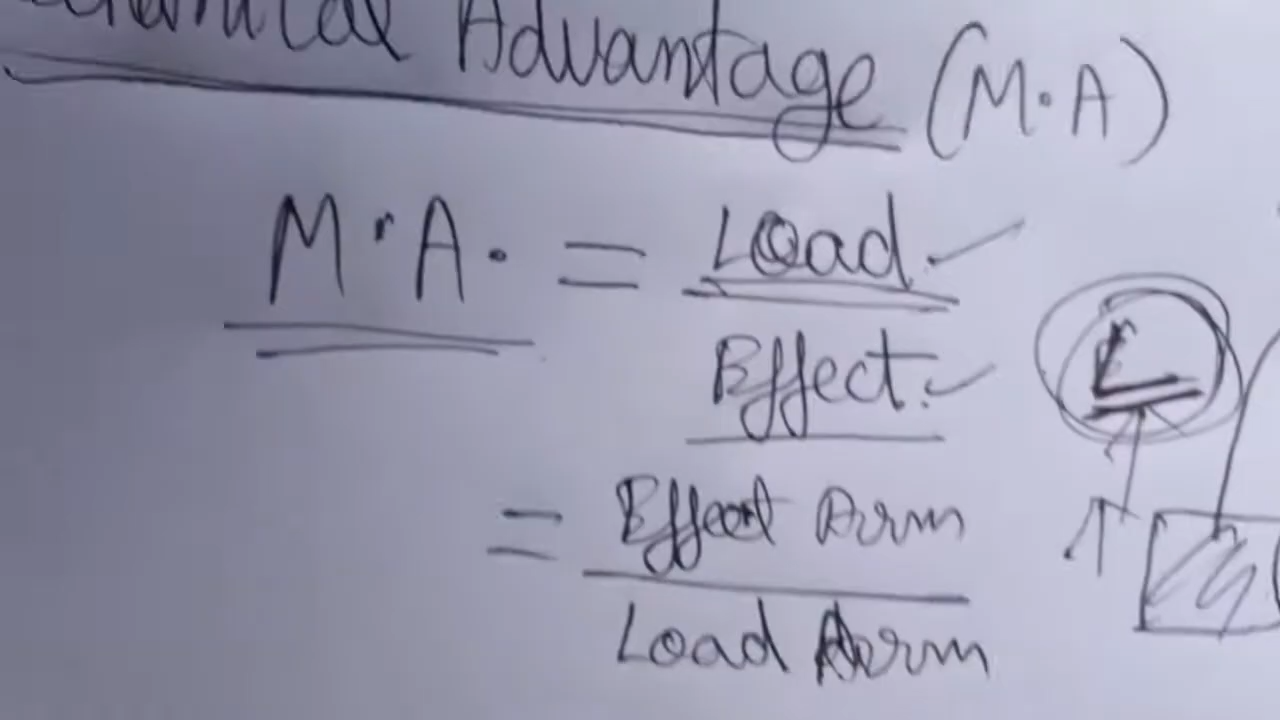 Advantage (M.A)
M.A. = Load
Effect.
= Effect Arm
Load Arm
L